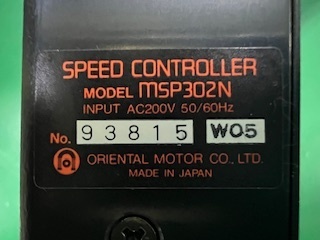 SPEED CONTROLLER
MODEL MSP302N
INPUT AC200V 50/60Hz
No. 93815 W05
ORIENTAL MOTOR CO., LTD.
MADE IN JAPAN